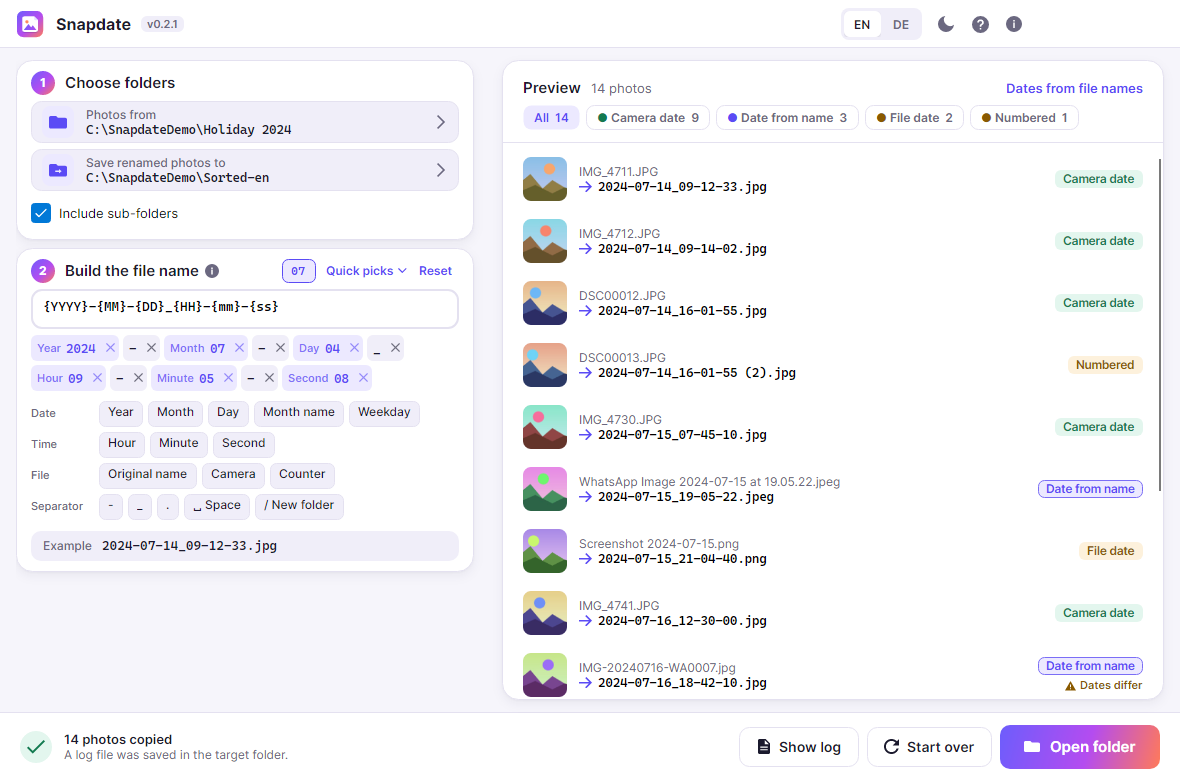 Snapdate v0.2.1
EN DE ? i
1 Choose folders
Photos from
C:\SnapdateDemo\Holiday 2024
Save renamed photos to
C:\SnapdateDemo\Sorted-en
Include sub-folders
2 Build the file name i 07 Quick picks Reset
{YYYY}-{MM}-{DD}_{HH}-{mm}-{ss}
Year 2024 × - × Month 07 × - × Day 04 × _ ×
Hour 09 × - × Minute 05 × - × Second 08 ×
Date Year Month Day Month name Weekday
Time Hour Minute Second
File Original name Camera Counter
Separator - _ . ␣ Space / New folder
Example 2024-07-14_09-12-33.jpg
Preview 14 photos Dates from file names
All 14 Camera date 9 Date from name 3 File date 2 Numbered 1
IMG_4711.JPG
→ 2024-07-14_09-12-33.jpg Camera date
IMG_4712.JPG
→ 2024-07-14_09-14-02.jpg Camera date
DSC00012.JPG
→ 2024-07-14_16-01-55.jpg Camera date
DSC00013.JPG
→ 2024-07-14_16-01-55 (2).jpg Numbered
IMG_4730.JPG
→ 2024-07-15_07-45-10.jpg Camera date
WhatsApp Image 2024-07-15 at 19.05.22.jpeg
→ 2024-07-15_19-05-22.jpeg Date from name
Screenshot 2024-07-15.png
→ 2024-07-15_21-04-40.png File date
IMG_4741.JPG
→ 2024-07-16_12-30-00.jpg Camera date
IMG-20240716-WA0007.jpg Date from name
→ 2024-07-16_18-42-10.jpg Dates differ
14 photos copied
A log file was saved in the target folder.
Show log Start over Open folder